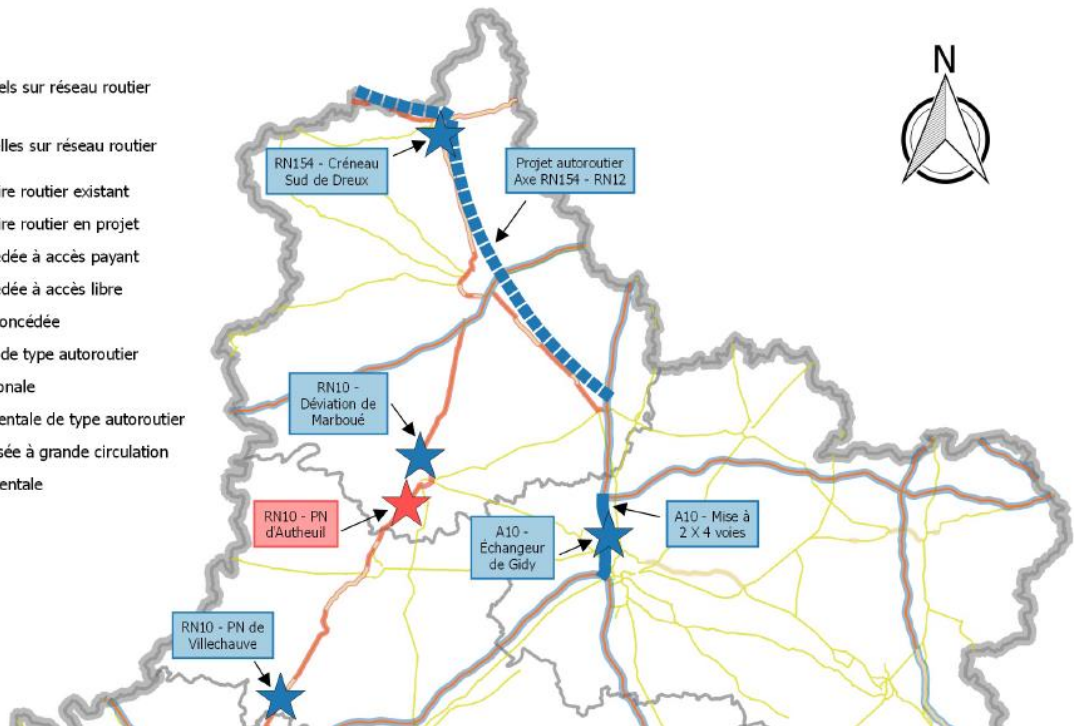 N
els sur réseau routier
elles sur réseau routier
ire routier existant
ire routier en projet
édée à accès payant
édée à accès libre
oncédée
de type autoroutier
onale
entale de type autoroutier
sée à grande circulation
entale
RN154 - Créneau
Sud de Dreux
Projet autoroutier
Axe RN154 - RN12
RN10 -
Déviation de
Marboué
RN10 - PN
d'Autheuil
A10 -
Échangeur
de Gidy
A10 - Mise à
2 X 4 voies
RN10 - PN de
Villechauve